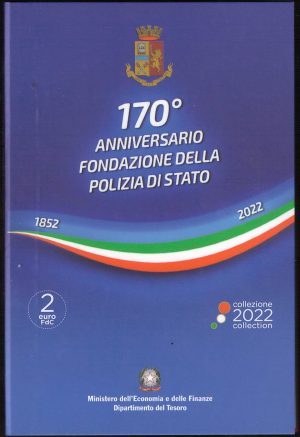 170°
ANNIVERSARIO
FONDAZIONE DELLA
POLIZIA DI STATO
1852
2022
2
euro
FdC
collezione
2022
collection
Ministero dell'Economia e delle Finanze
Dipartimento del Tesoro